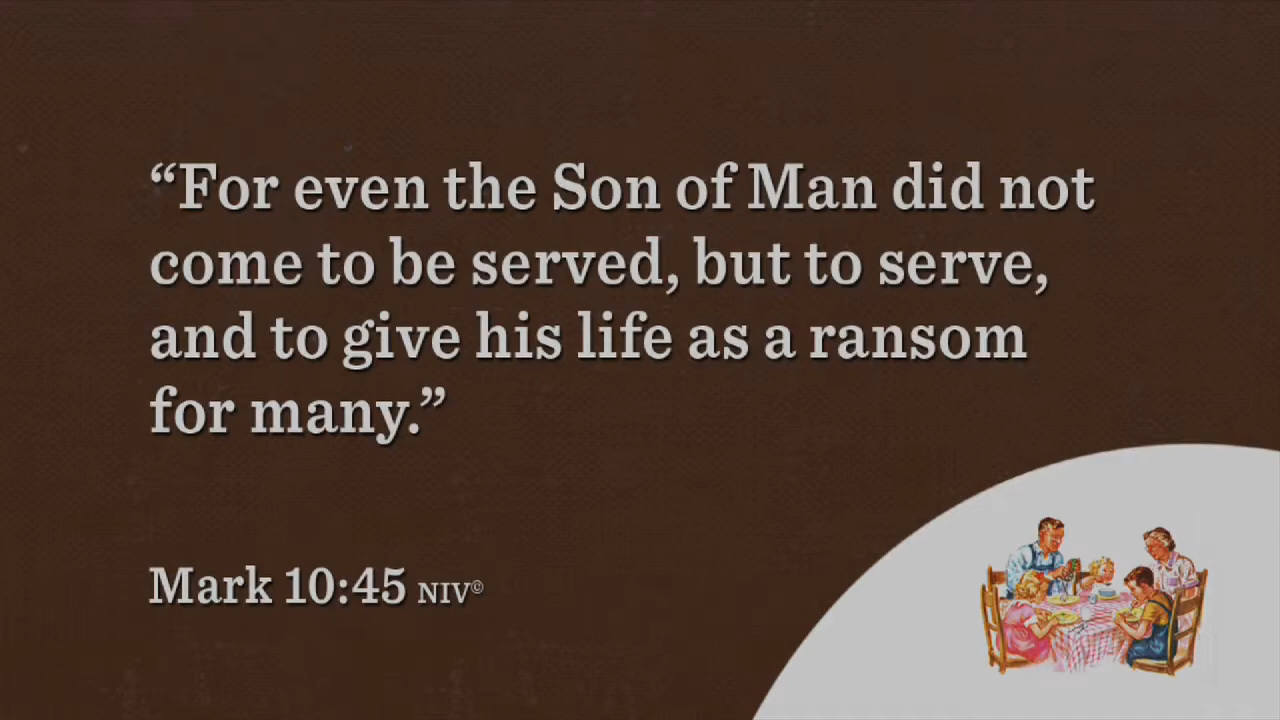 “For even the Son of Man did not
come to be served, but to serve,
and to give his life as a ransom
for many.”
Mark 10:45 NIV©